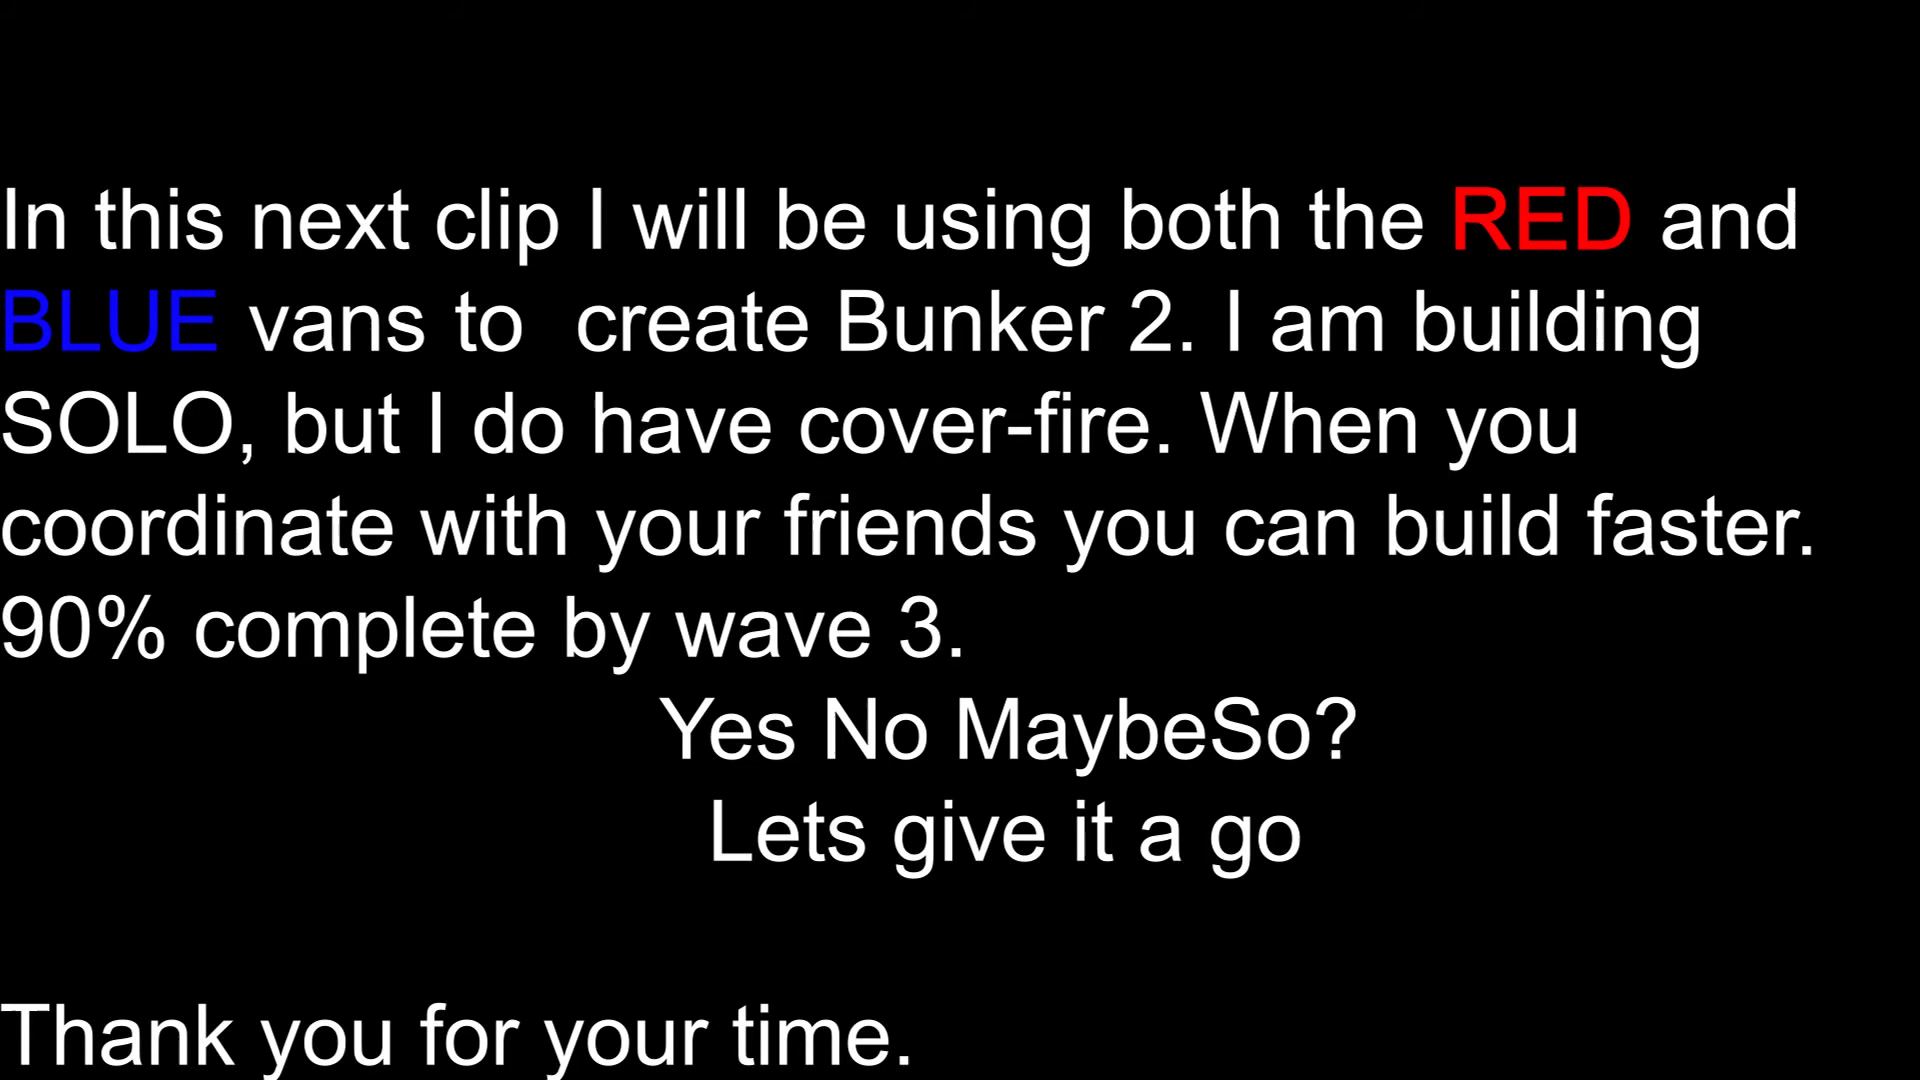 In this next clip I will be using both the RED and
BLUE vans to  create Bunker 2. I am building
SOLO, but I do have cover-fire. When you
coordinate with your friends you can build faster.
90% complete by wave 3.
Yes No MaybeSo?
Lets give it a go
Thank you for your time.